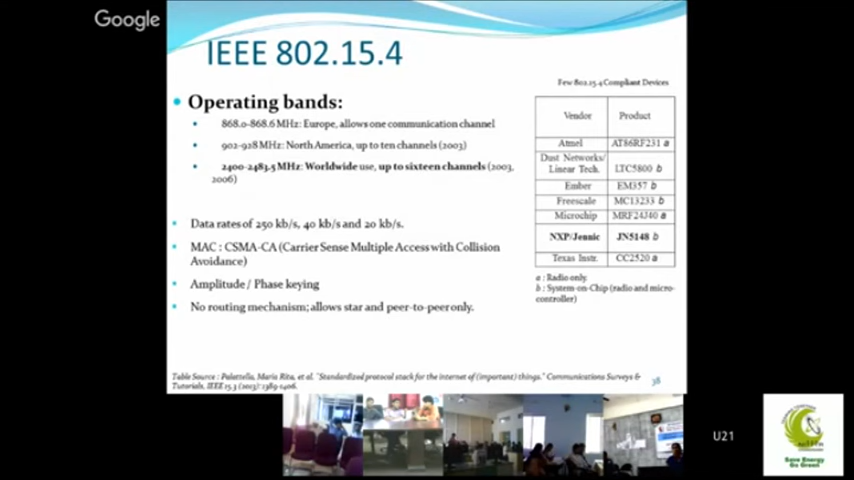 Google
IEEE 802.15.4
Operating bands:
868.0-868.6 MHz: Europe, allows one communication channel
902-928 MHz: North America, up to ten channels (2003)
2400-2483.5 MHz: Worldwide use, up to sixteen channels (2003,
2006)
Data rates of 250 kb/s, 40 kb/s and 20 kb/s.
MAC : CSMA-CA (Carrier Sense Multiple Access with Collision
Avoidance)
Amplitude / Phase keying
No routing mechanism; allows star and peer-to-peer only.
Few 802.15.4 Compliant Devices
Vendor Product
Atmel AT86RF231 a
Dust Networks/
Linear Tech. LTC5800 b
Ember EM357 b
Freescale MC13233 b
Microchip MRF24J40 a
NXP/Jennic JN5148 b
Texas Instr. CC2520 a
a : Radio only.
b : System-on-Chip (radio and micro-
controller)
Table Source : Palattella, Maria Rita, et al. "Standardized protocol stack for the internet of (important) things." Communications Surveys &
Tutorials, IEEE 15.3 (2013): 1389-1406.
38
U21
Save Energy
Go Green